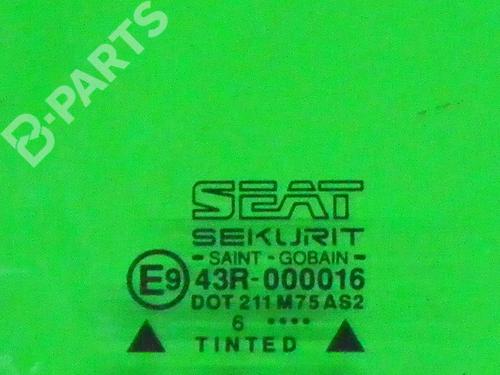 B-PARTS
SEAT
SEKURIT
SAINT - GOBAIN
E9 43R-000016
DOT 211 M75 AS2
6 ••••
TINTED